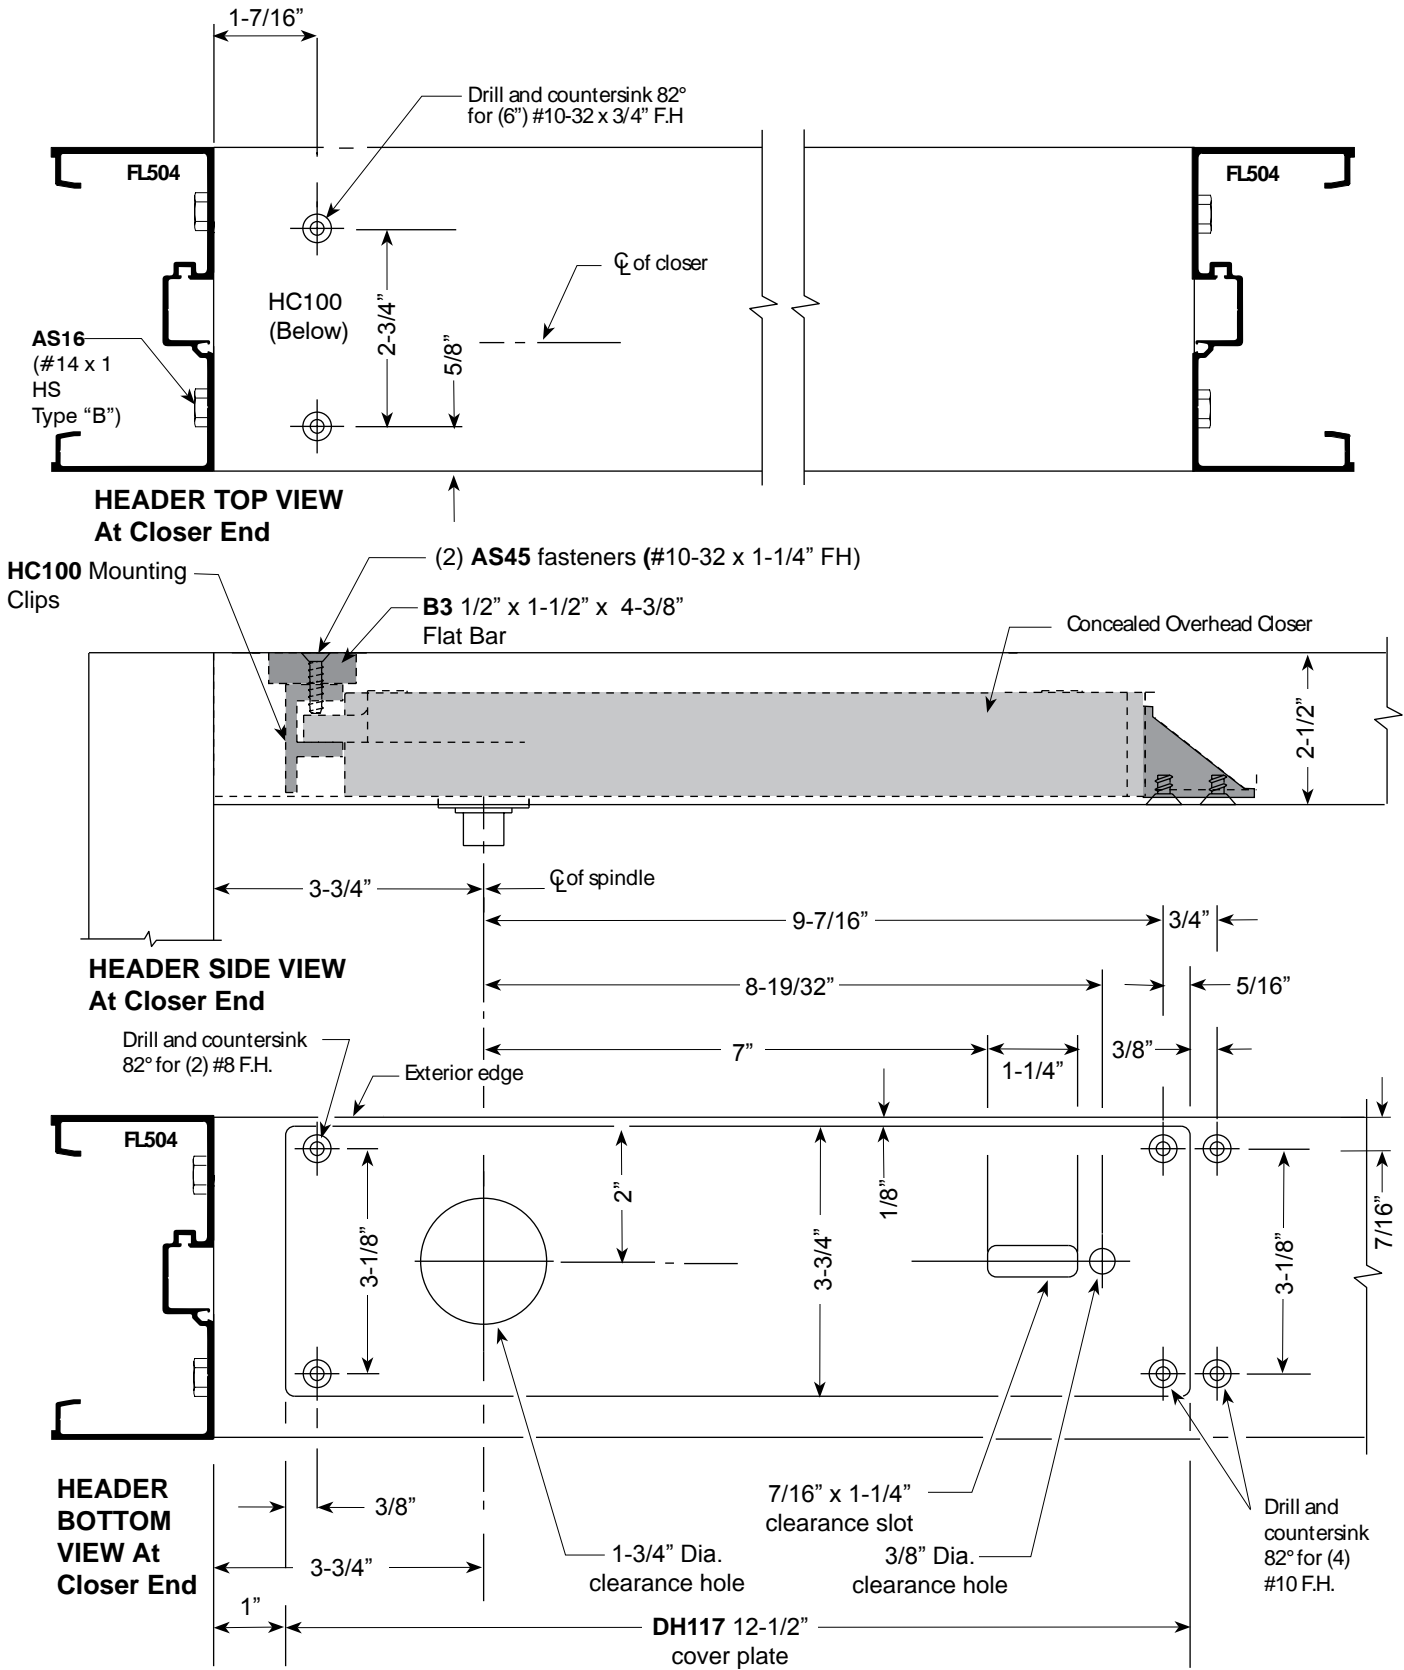 1-7/16”
Drill and countersink 82°
for (6”) #10-32 x 3/4” F.H
FL504
FL504
℄ of closer
HC100
(Below)
2-3/4”
5/8”
AS16
(#14 x 1
HS
Type “B”)
HEADER TOP VIEW
At Closer End
(2) AS45 fasteners (#10-32 x 1-1/4” FH)
HC100 Mounting
Clips
B3 1/2” x 1-1/2” x 4-3/8”
Flat Bar
Concealed Overhead Closer
2-1/2”
3-3/4”
℄ of spindle
9-7/16”
3/4”
HEADER SIDE VIEW
At Closer End
8-19/32”
5/16”
Drill and countersink
82° for (2) #8 F.H.
7”
1-1/4”
3/8”
Exterior edge
FL504
2”
1/8”
7/16”
3-1/8”
3-3/4”
3-1/8”
HEADER
BOTTOM
VIEW At
Closer End
3/8”
7/16” x 1-1/4”
clearance slot
Drill and
countersink
82° for (4)
#10 F.H.
3-3/4”
1-3/4” Dia.
clearance hole
3/8” Dia.
clearance hole
1”
DH117 12-1/2”
cover plate